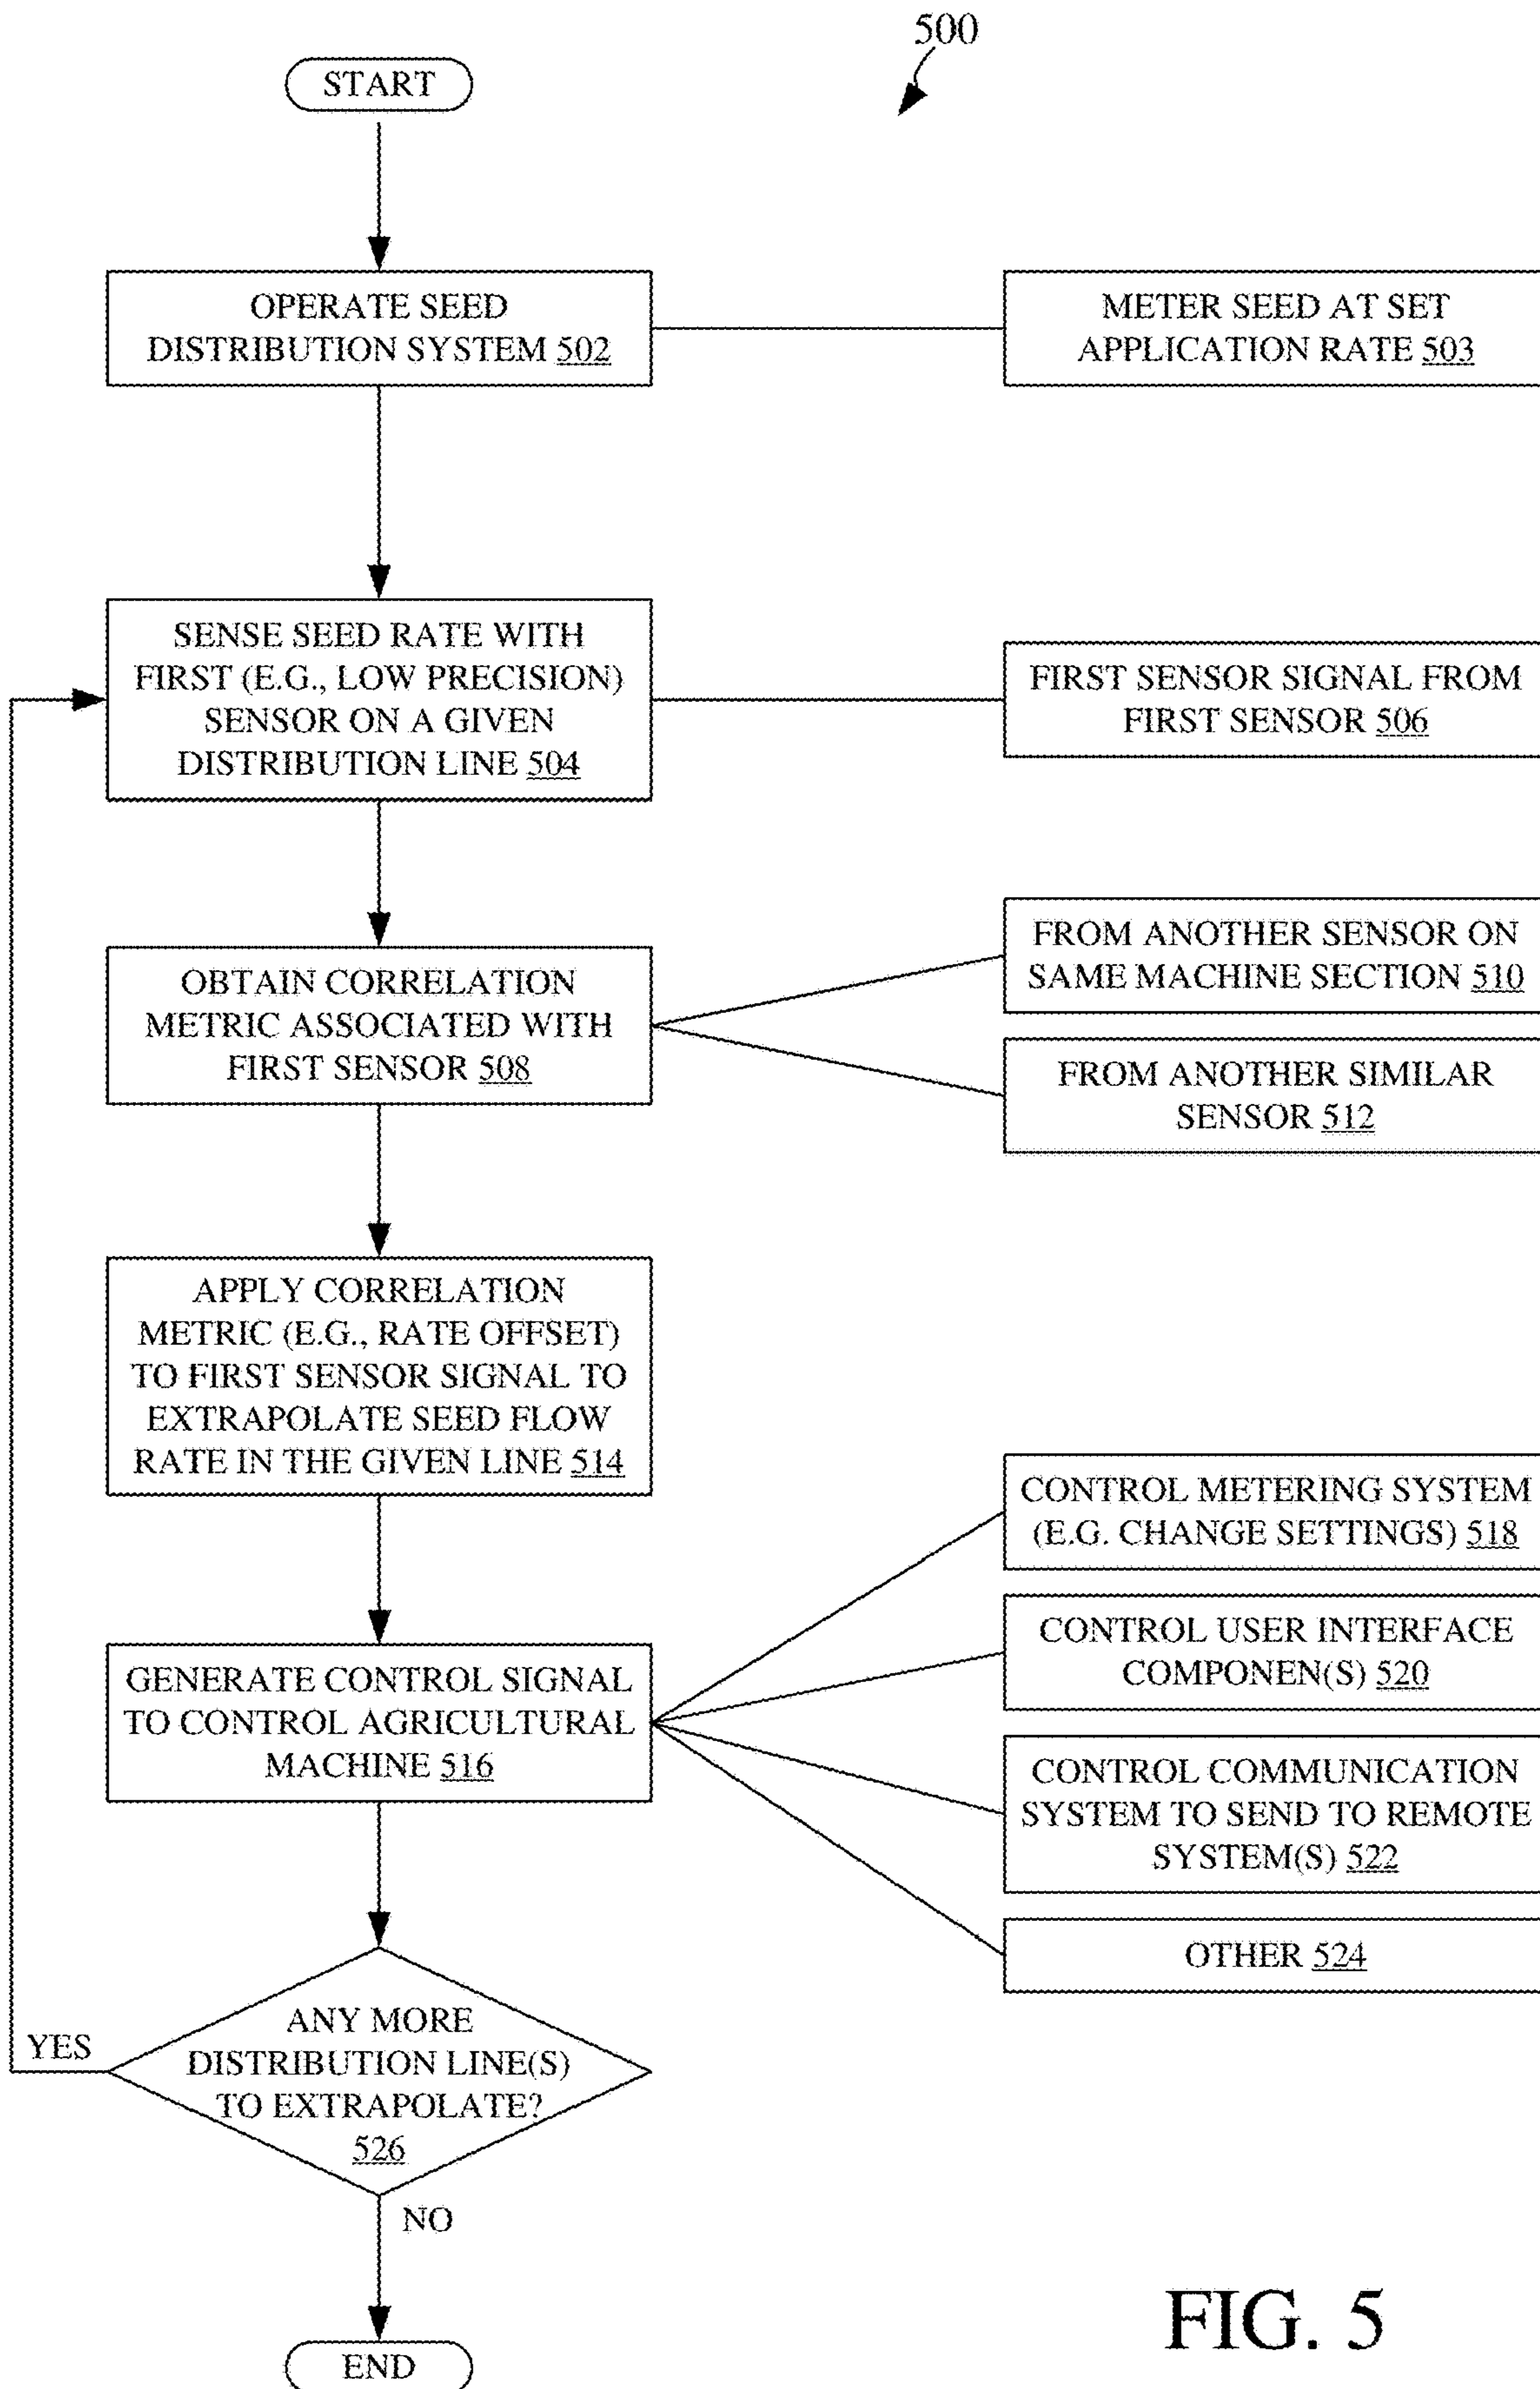 500
START
OPERATE SEED
DISTRIBUTION SYSTEM 502
METER SEED AT SET
APPLICATION RATE 503
SENSE SEED RATE WITH
FIRST (E.G., LOW PRECISION)
SENSOR ON A GIVEN
DISTRIBUTION LINE 504
FIRST SENSOR SIGNAL FROM
FIRST SENSOR 506
OBTAIN CORRELATION
METRIC ASSOCIATED WITH
FIRST SENSOR 508
FROM ANOTHER SENSOR ON
SAME MACHINE SECTION 510
FROM ANOTHER SIMILAR
SENSOR 512
APPLY CORRELATION
METRIC (E.G., RATE OFFSET)
TO FIRST SENSOR SIGNAL TO
EXTRAPOLATE SEED FLOW
RATE IN THE GIVEN LINE 514
GENERATE CONTROL SIGNAL
TO CONTROL AGRICULTURAL
MACHINE 516
CONTROL METERING SYSTEM
(E.G. CHANGE SETTINGS) 518
CONTROL USER INTERFACE
COMPONEN(S) 520
CONTROL COMMUNICATION
SYSTEM TO SEND TO REMOTE
SYSTEM(S) 522
OTHER 524
ANY MORE
DISTRIBUTION LINE(S)
TO EXTRAPOLATE?
526
YES
NO
END
FIG. 5